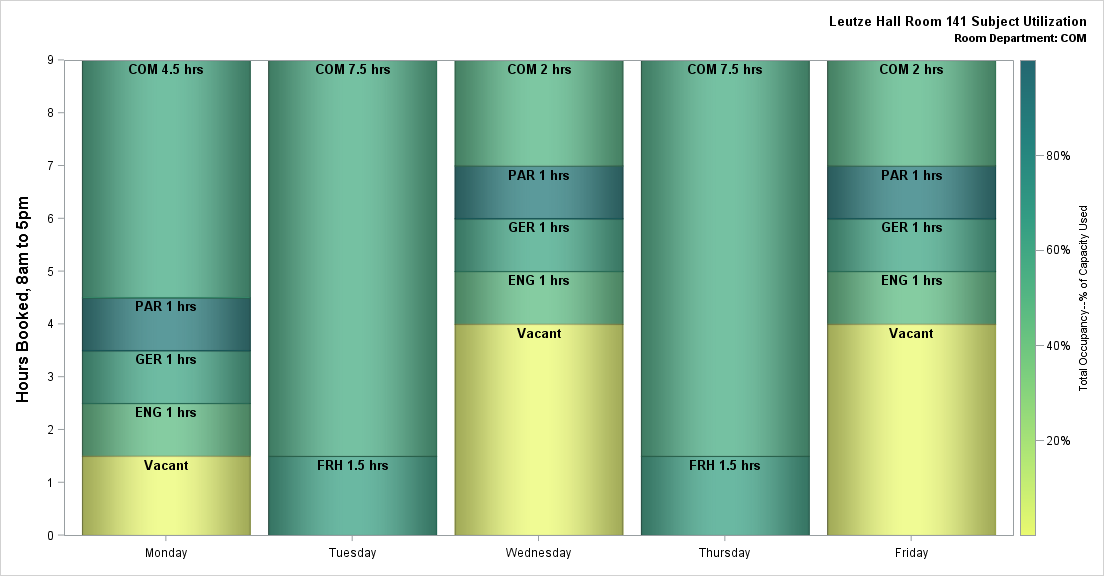 Leutze Hall Room 141 Subject Utilization
Room Department: COM
Hours Booked, 8am to 5pm
9
8
7
6
5
4
3
2
1
0
COM 4.5 hrs
PAR 1 hrs
GER 1 hrs
ENG 1 hrs
Vacant
COM 7.5 hrs
FRH 1.5 hrs
COM 2 hrs
PAR 1 hrs
GER 1 hrs
ENG 1 hrs
Vacant
COM 7.5 hrs
FRH 1.5 hrs
COM 2 hrs
PAR 1 hrs
GER 1 hrs
ENG 1 hrs
Vacant
Monday
Tuesday
Wednesday
Thursday
Friday
80%
60%
40%
20%
Total Occupancy--% of Capacity Used